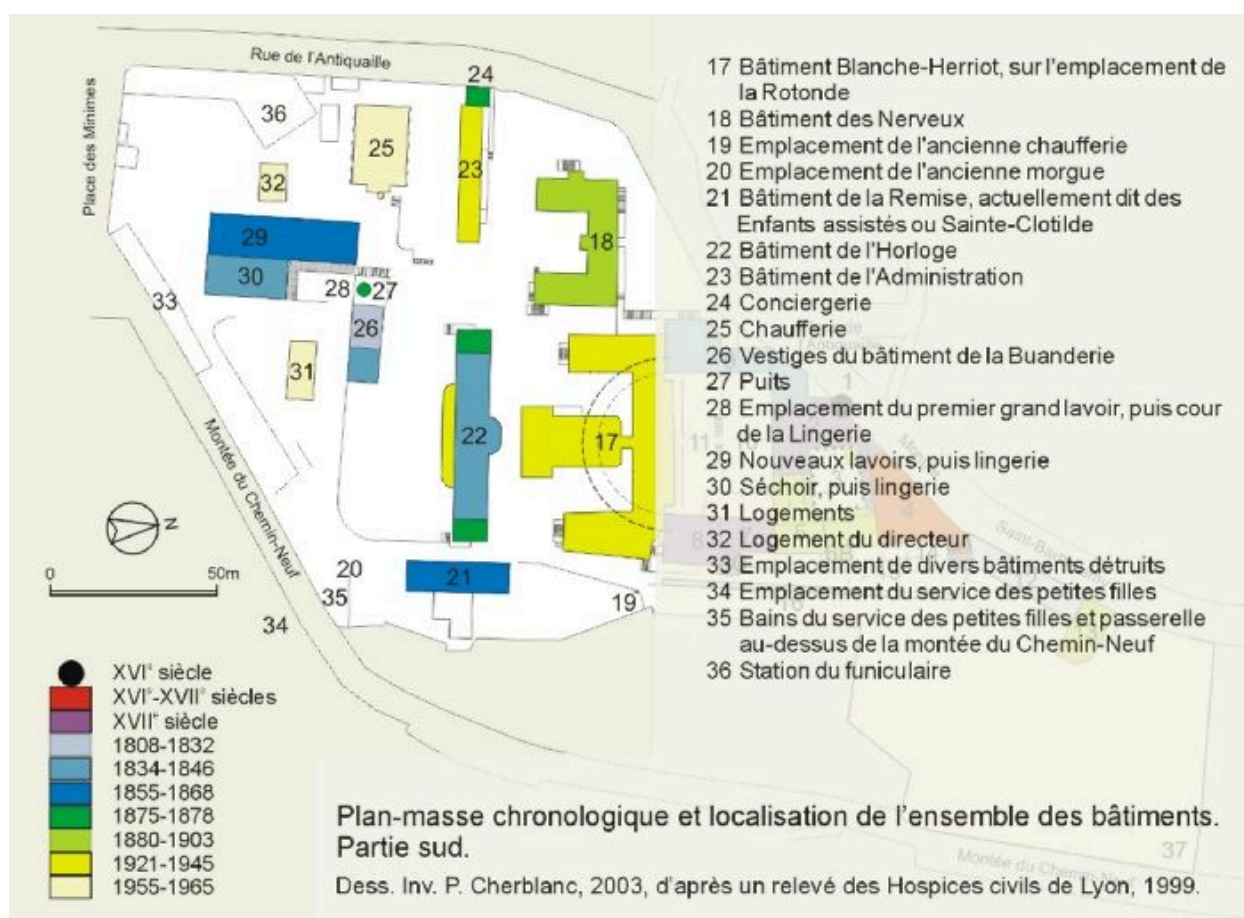 Rue de l'Antiquaille
Place des Minimes
Montée du Chemin-Neuf
24
36
25
23
32
18
29
30
28
27
33
26
31
22
17
20
21
35
19
34
N
0 50m
17 Bâtiment Blanche-Herriot, sur l'emplacement de
la Rotonde
18 Bâtiment des Nerveux
19 Emplacement de l'ancienne chaufferie
20 Emplacement de l'ancienne morgue
21 Bâtiment de la Remise, actuellement dit des
Enfants assistés ou Sainte-Clotilde
22 Bâtiment de l'Horloge
23 Bâtiment de l'Administration
24 Conciergerie
25 Chaufferie
26 Vestiges du bâtiment de la Buanderie
27 Puits
28 Emplacement du premier grand lavoir, puis cour
de la Lingerie
29 Nouveaux lavoirs, puis lingerie
30 Séchoir, puis lingerie
31 Logements
32 Logement du directeur
33 Emplacement de divers bâtiments détruits
34 Emplacement du service des petites filles
35 Bains du service des petites filles et passerelle
au-dessus de la montée du Chemin-Neuf
36 Station du funiculaire
1
11
4
Saint-Barth
Montée du Chemin-Neuf
37
XVIe siècle
XVIe-XVIIe siècles
XVIIe siècle
1808-1832
1834-1846
1855-1868
1875-1878
1880-1903
1921-1945
1955-1965
Plan-masse chronologique et localisation de l'ensemble des bâtiments.
Partie sud.
Dess. Inv. P. Cherblanc, 2003, d'après un relevé des Hospices civils de Lyon, 1999.